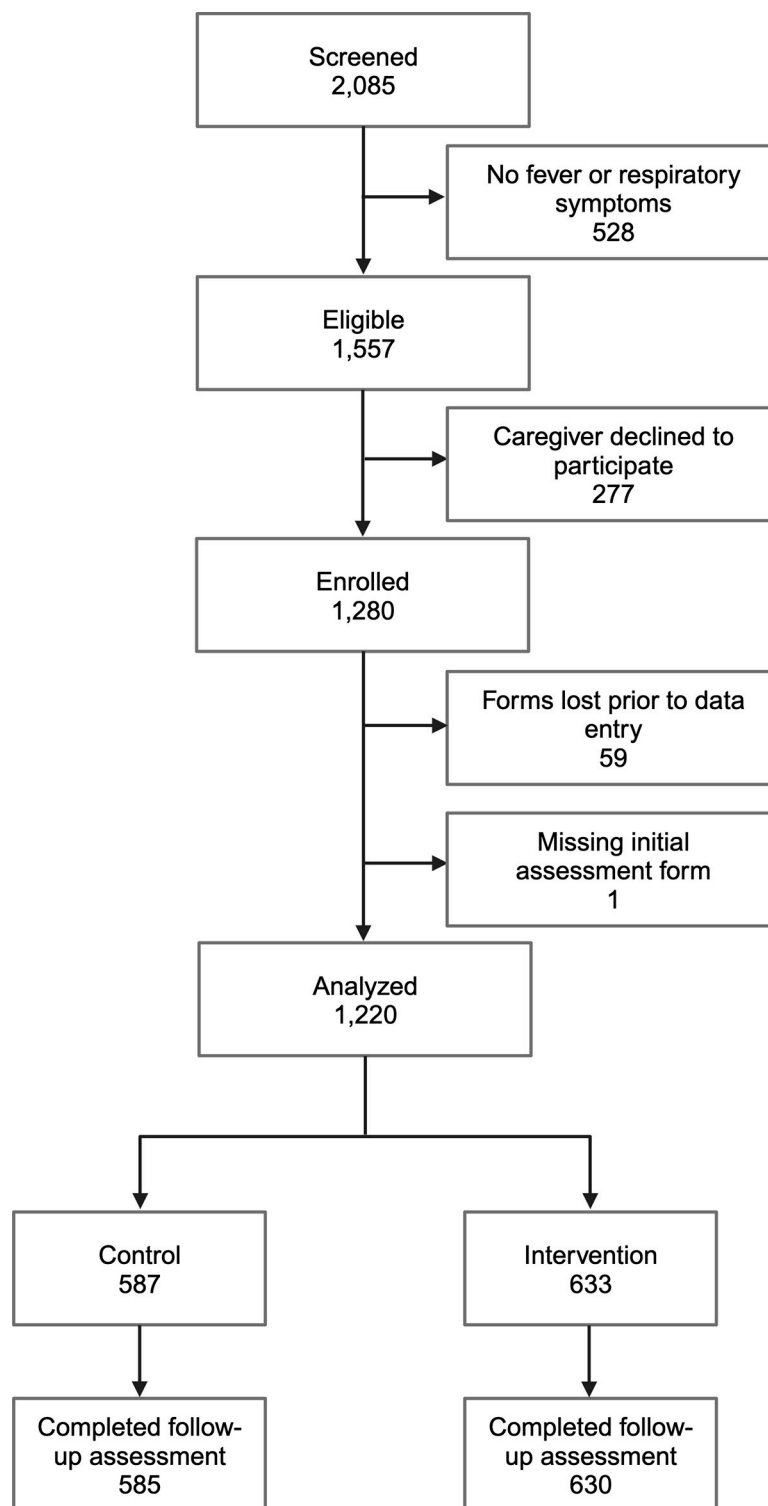 Screened
2,085
No fever or respiratory
symptoms
528
Eligible
1,557
Caregiver declined to
participate
277
Enrolled
1,280
Forms lost prior to data
entry
59
Missing initial
assessment form
1
Analyzed
1,220
Control
587
Intervention
633
Completed follow-
up assessment
585
Completed follow-
up assessment
630